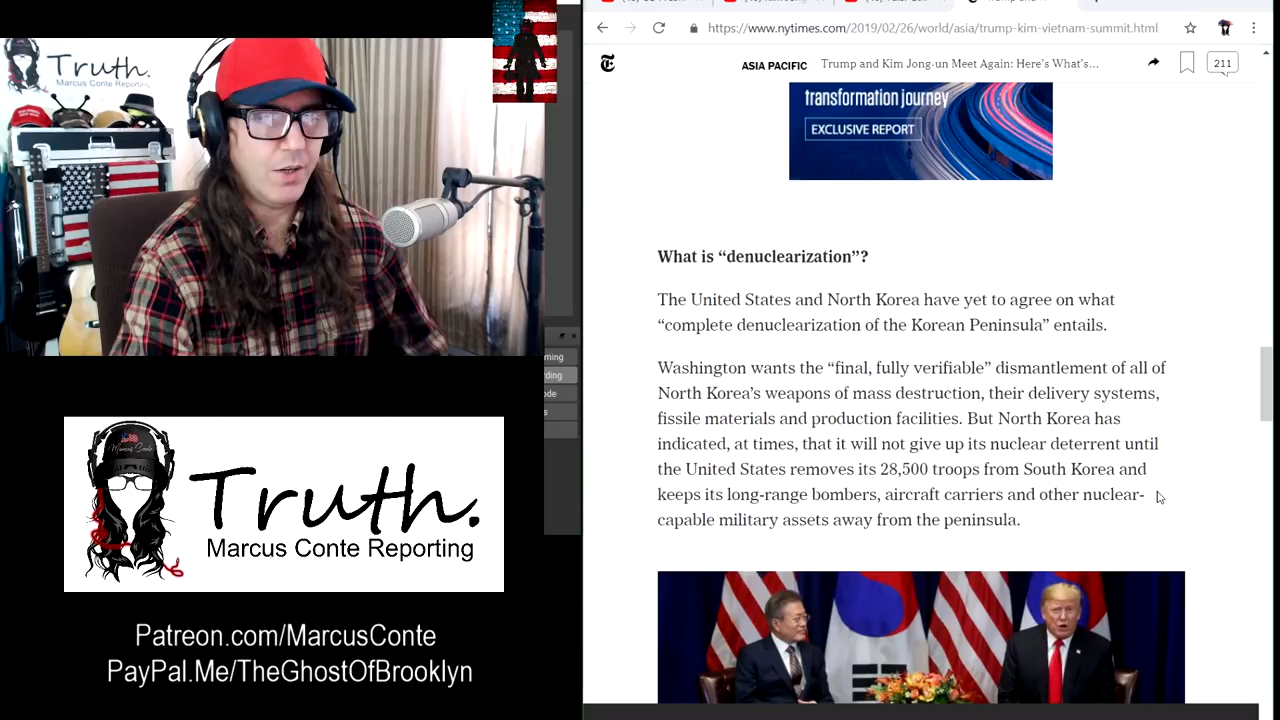 https://www.nytimes.com/2019/02/26/world/asia/trump-kim-vietnam-summit.html
ASIA PACIFIC
Trump and Kim Jong-un Meet Again: Here's What's...
211
transformation journey
EXCLUSIVE REPORT
What is “denuclearization”?
The United States and North Korea have yet to agree on what
“complete denuclearization of the Korean Peninsula” entails.
Washington wants the “final, fully verifiable” dismantlement of all of
North Korea’s weapons of mass destruction, their delivery systems,
fissile materials and production facilities. But North Korea has
indicated, at times, that it will not give up its nuclear deterrent until
the United States removes its 28,500 troops from South Korea and
keeps its long-range bombers, aircraft carriers and other nuclear-
capable military assets away from the peninsula.
Truth.
Marcus Conte Reporting
Truth.
Marcus Conte
Marcus Conte Reporting
Patreon.com/MarcusConte
PayPal.Me/TheGhostOfBrooklyn